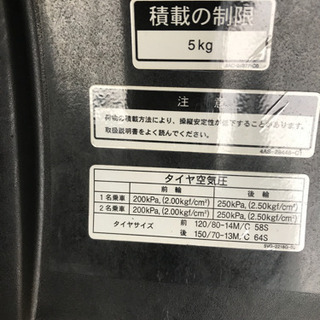 積載の制限
5kg
注 意
荷物の積載方法により、操縦安定性が低下することがあります。
取扱説明書をよく読んでください。
タイヤ空気圧
前 輪 後 輪
1名乗車 200kPa,(2.00kgf/cm²) 250kPa,(2.50kgf/cm²)
2名乗車 200kPa,(2.00kgf/cm²) 250kPa,(2.50kgf/cm²)
タイヤサイズ 前 120/80-14M/C 58S
後 150/70-13M/C 64S